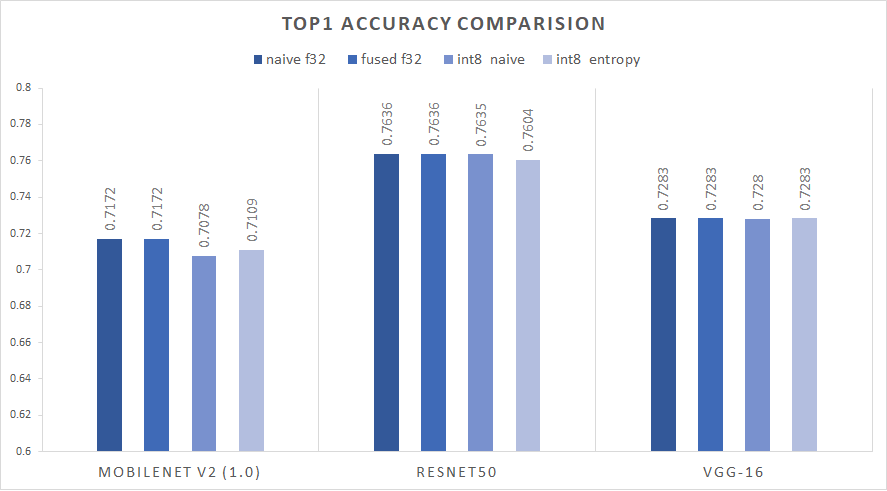 TOP1 ACCURACY COMPARISION
naive f32 fused f32 int8 naive int8 entropy
0.8
0.78
0.76
0.74
0.72
0.7
0.68
0.66
0.64
0.62
0.6
0.7172 0.7172 0.7078 0.7109
0.7636 0.7636 0.7635 0.7604
0.7283 0.7283 0.728 0.7283
MOBILENET V2 (1.0) RESNET50 VGG-16